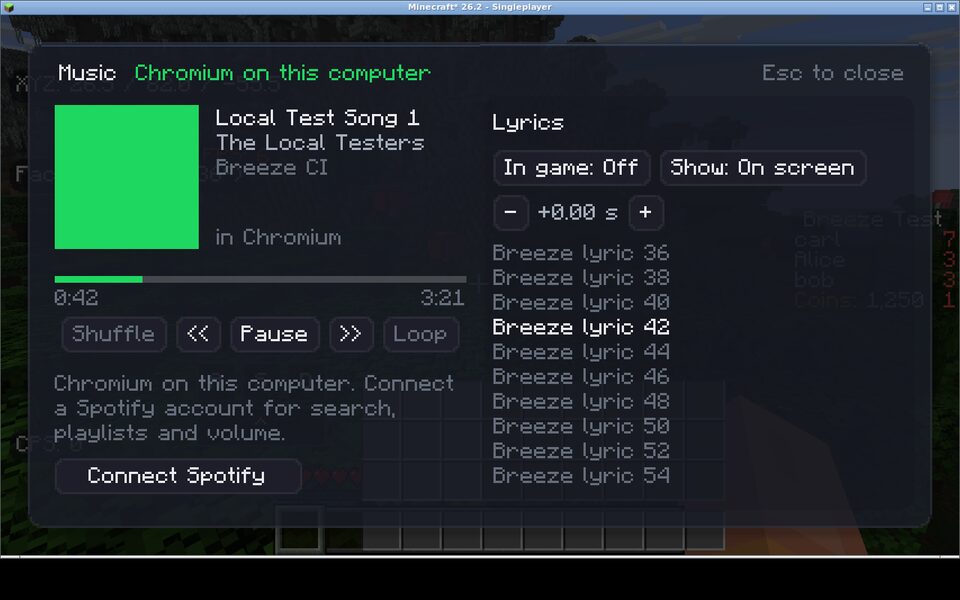 Minecraft* 26.2 - Singleplayer
Music Chromium on this computer
Esc to close
Local Test Song 1
The Local Testers
Breeze CI
in Chromium
0:42
3:21
Shuffle << Pause >> Loop
Chromium on this computer. Connect
a Spotify account for search,
playlists and volume.
Connect Spotify
Lyrics
In game: Off
Show: On screen
- +0.00 s +
Breeze lyric 36
Breeze lyric 38
Breeze lyric 40
Breeze lyric 42
Breeze lyric 44
Breeze lyric 46
Breeze lyric 48
Breeze lyric 50
Breeze lyric 52
Breeze lyric 54
Breeze Test
carl 7
Alice 3
bob 3
Coins: 1,250 1